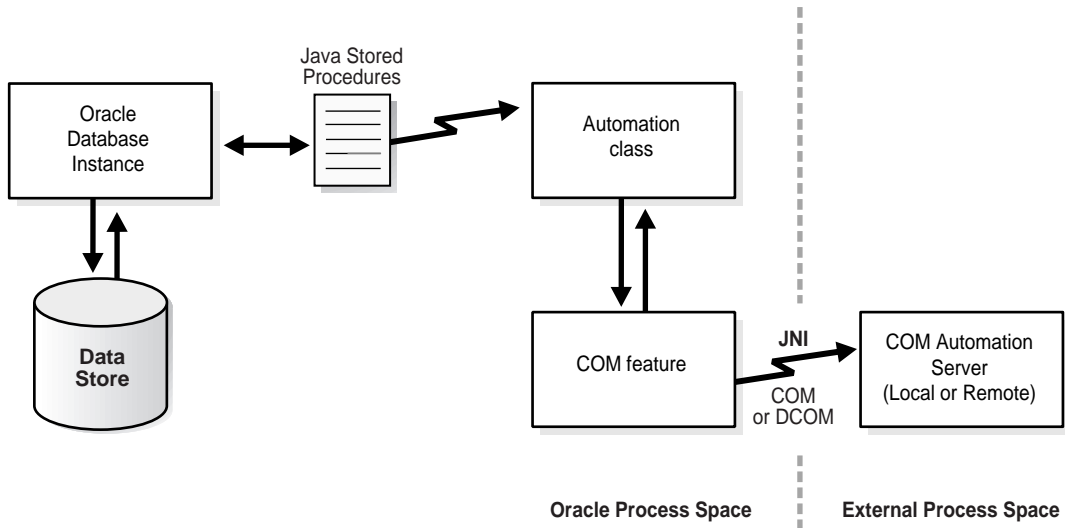 Java Stored
Procedures
Oracle
Database
Instance
Automation
class
Data
Store
COM feature
JNI
COM
or DCOM
COM Automation
Server
(Local or Remote)
Oracle Process Space
External Process Space